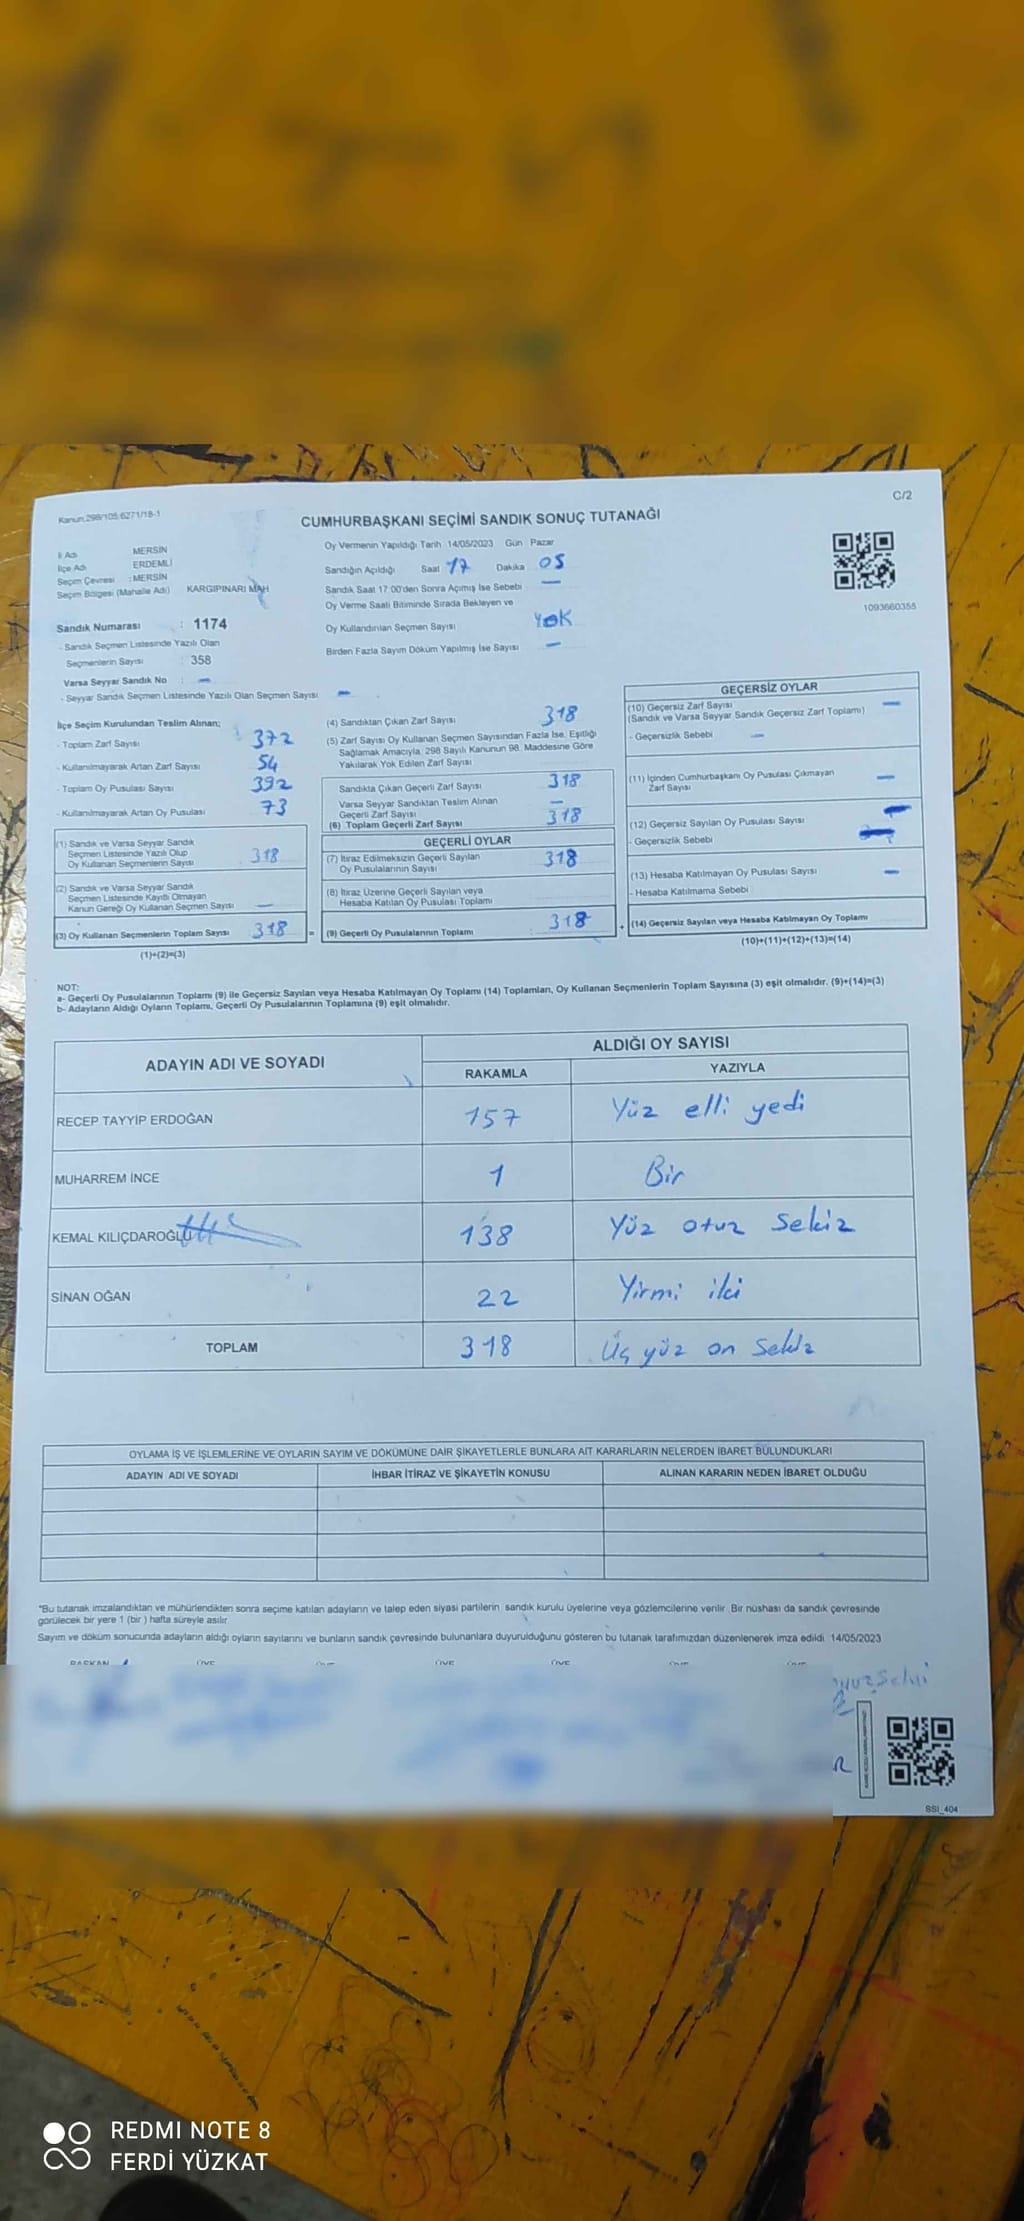 C/2
Kanun:298/105;6271/18-1
CUMHURBAŞKANI SEÇİMİ SANDIK SONUÇ TUTANAĞI
İl Adı MERSİN
İlçe Adı ERDEMLİ
Seçim Çevresi : MERSİN
Seçim Bölgesi (Mahalle Adı) KARGIPINARI MAH
Sandık Numarası : 1174
- Sandık Seçmen Listesinde Yazılı Olan
Seçmenlerin Sayısı : 358
Varsa Seyyar Sandık No : –
- Seyyar Sandık Seçmen Listesinde Yazılı Olan Seçmen Sayısı –
Oy Vermenin Yapıldığı Tarih 14/05/2023 Gün Pazar
Sandığın Açıldığı Saat 17 Dakika 05
Sandık Saat 17:00'den Sonra Açımış İse Sebebi –
Oy Verme Saati Bitiminde Sırada Bekleyen ve
Oy Kullandırılan Seçmen Sayısı YOK
Birden Fazla Sayım Döküm Yapılmış İse Sayısı –
1093660355
İlçe Seçim Kurulundan Teslim Alınan;
- Toplam Zarf Sayısı 372
- Kullanılmayarak Artan Zarf Sayısı 54
- Toplam Oy Pusulası Sayısı 392
- Kullanılmayarak Artan Oy Pusulası 73
(1) Sandık ve Varsa Seyyar Sandık
Seçmen Listesinde Yazılı Olup
Oy Kullanan Seçmenlerin Sayısı 318
(2) Sandık ve Varsa Seyyar Sandık
Seçmen Listesinde Kayıtlı Olmayan
Kanun Gereği Oy Kullanan Seçmen Sayısı –
(3) Oy Kullanan Seçmenlerin Toplam Sayısı 318 =
(1)+(2)=(3)
(4) Sandıktan Çıkan Zarf Sayısı 318
(5) Zarf Sayısı Oy Kullanan Seçmen Sayısından Fazla İse, Eşitliği
Sağlamak Amacıyla, 298 Sayılı Kanunun 98. Maddesine Göre
Yakılarak Yok Edilen Zarf Sayısı
Sandıkta Çıkan Geçerli Zarf Sayısı 318
Varsa Seyyar Sandıktan Teslim Alınan
Geçerli Zarf Sayısı –
(6) Toplam Geçerli Zarf Sayısı 318
GEÇERLİ OYLAR
(7) İtiraz Edilmeksizin Geçerli Sayılan
Oy Pusulalarının Sayısı 318
(8) İtiraz Üzerine Geçerli Sayılan veya
Hesaba Katılan Oy Pusulası Toplamı
(9) Geçerli Oy Pusulalarının Toplamı 318 +
GEÇERSİZ OYLAR
(10) Geçersiz Zarf Sayısı –
(Sandık ve Varsa Seyyar Sandık Geçersiz Zarf Toplamı)
- Geçersizlik Sebebi –
(11) İçinden Cumhurbaşkanı Oy Pusulası Çıkmayan
Zarf Sayısı –
(12) Geçersiz Sayılan Oy Pusulası Sayısı
- Geçersizlik Sebebi
(13) Hesaba Katılmayan Oy Pusulası Sayısı –
- Hesaba Katılmama Sebebi
(14) Geçersiz Sayılan veya Hesaba Katılmayan Oy Toplamı
(10)+(11)+(12)+(13)=(14)
NOT:
a- Geçerli Oy Pusulalarının Toplamı (9) ile Geçersiz Sayılan veya Hesaba Katılmayan Oy Toplamı (14) Toplamları, Oy Kullanan Seçmenlerin Toplam Sayısına (3) eşit olmalıdır. (9)+(14)=(3)
b- Adayların Aldığı Oyların Toplamı, Geçerli Oy Pusulalarının Toplamına (9) eşit olmalıdır.
ADAYIN ADI VE SOYADI
ALDIĞI OY SAYISI
RAKAMLA YAZIYLA
RECEP TAYYİP ERDOĞAN 157 Yüz elli yedi
MUHARREM İNCE 1 Bir
KEMAL KILIÇDAROĞLU 138 Yüz otuz Sekiz
SİNAN OĞAN 22 Yirmi iki
TOPLAM 318 Üç yüz on Sekiz
OYLAMA İŞ VE İŞLEMLERİNE VE OYLARIN SAYIM VE DÖKÜMÜNE DAİR ŞİKAYETLERLE BUNLARA AİT KARARLARIN NELERDEN İBARET BULUNDUKLARI
ADAYIN ADI VE SOYADI İHBAR İTİRAZ VE ŞİKAYETİN KONUSU ALINAN KARARIN NEDEN İBARET OLDUĞU
*Bu tutanak imzalandıktan ve mühürlendikten sonra seçime katılan adayların ve talep eden siyasi partilerin sandık kurulu üyelerine veya gözlemcilerine verilir. Bir nüshası da sandık çevresinde
görülecek bir yere 1 (bir ) hafta süreyle asılır.
Sayım ve döküm sonucunda adayların aldığı oyların sayılarını ve bunların sandık çevresinde bulunanlara duyurulduğunu gösteren bu tutanak tarafımızdan düzenlenerek imza edildi. 14/05/2023
BAŞKAN ÜYE ÜYE ÜYE ÜYE ÜYE ÜYE
SSI_404
REDMI NOTE 8
FERDİ YÜZKAT